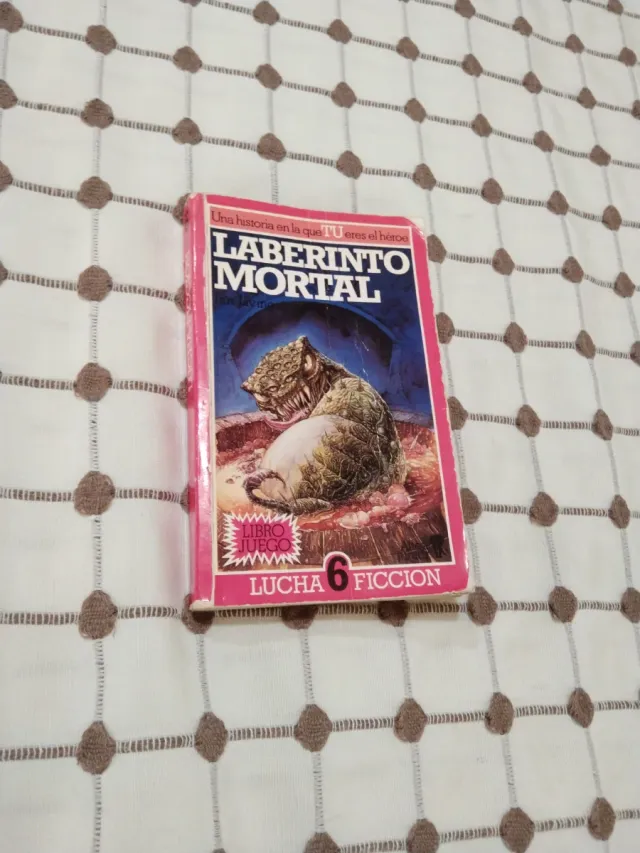 Una historia en la que TU eres el héroe
LABERINTO
MORTAL
LIBRO
JUEGO
LUCHA 6 FICCION